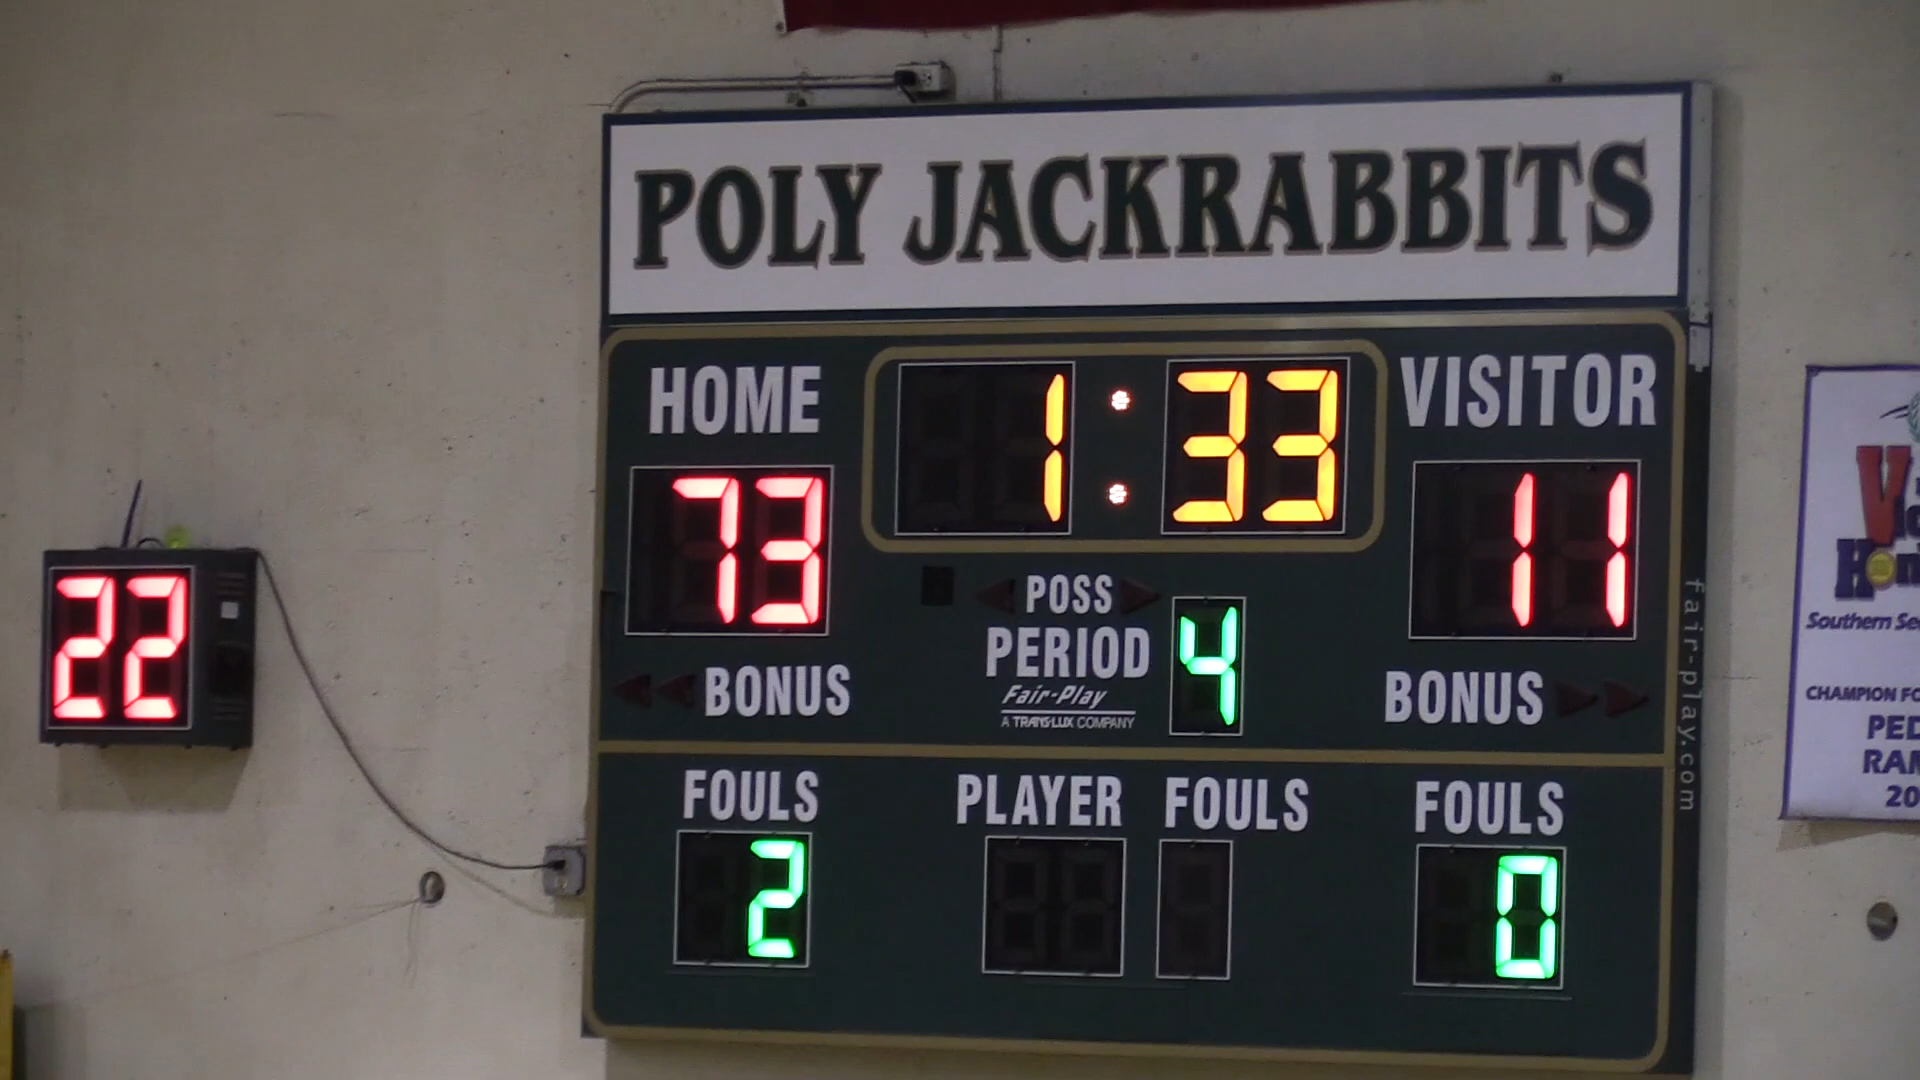 POLY JACKRABBITS
HOME
1:33
VISITOR
73
11
22
POSS
PERIOD
4
Fair-Play
A TRANS-LUX COMPANY
BONUS
BONUS
fair-play.com
FOULS
PLAYER FOULS
FOULS
2
0
Southern
CHAMPION